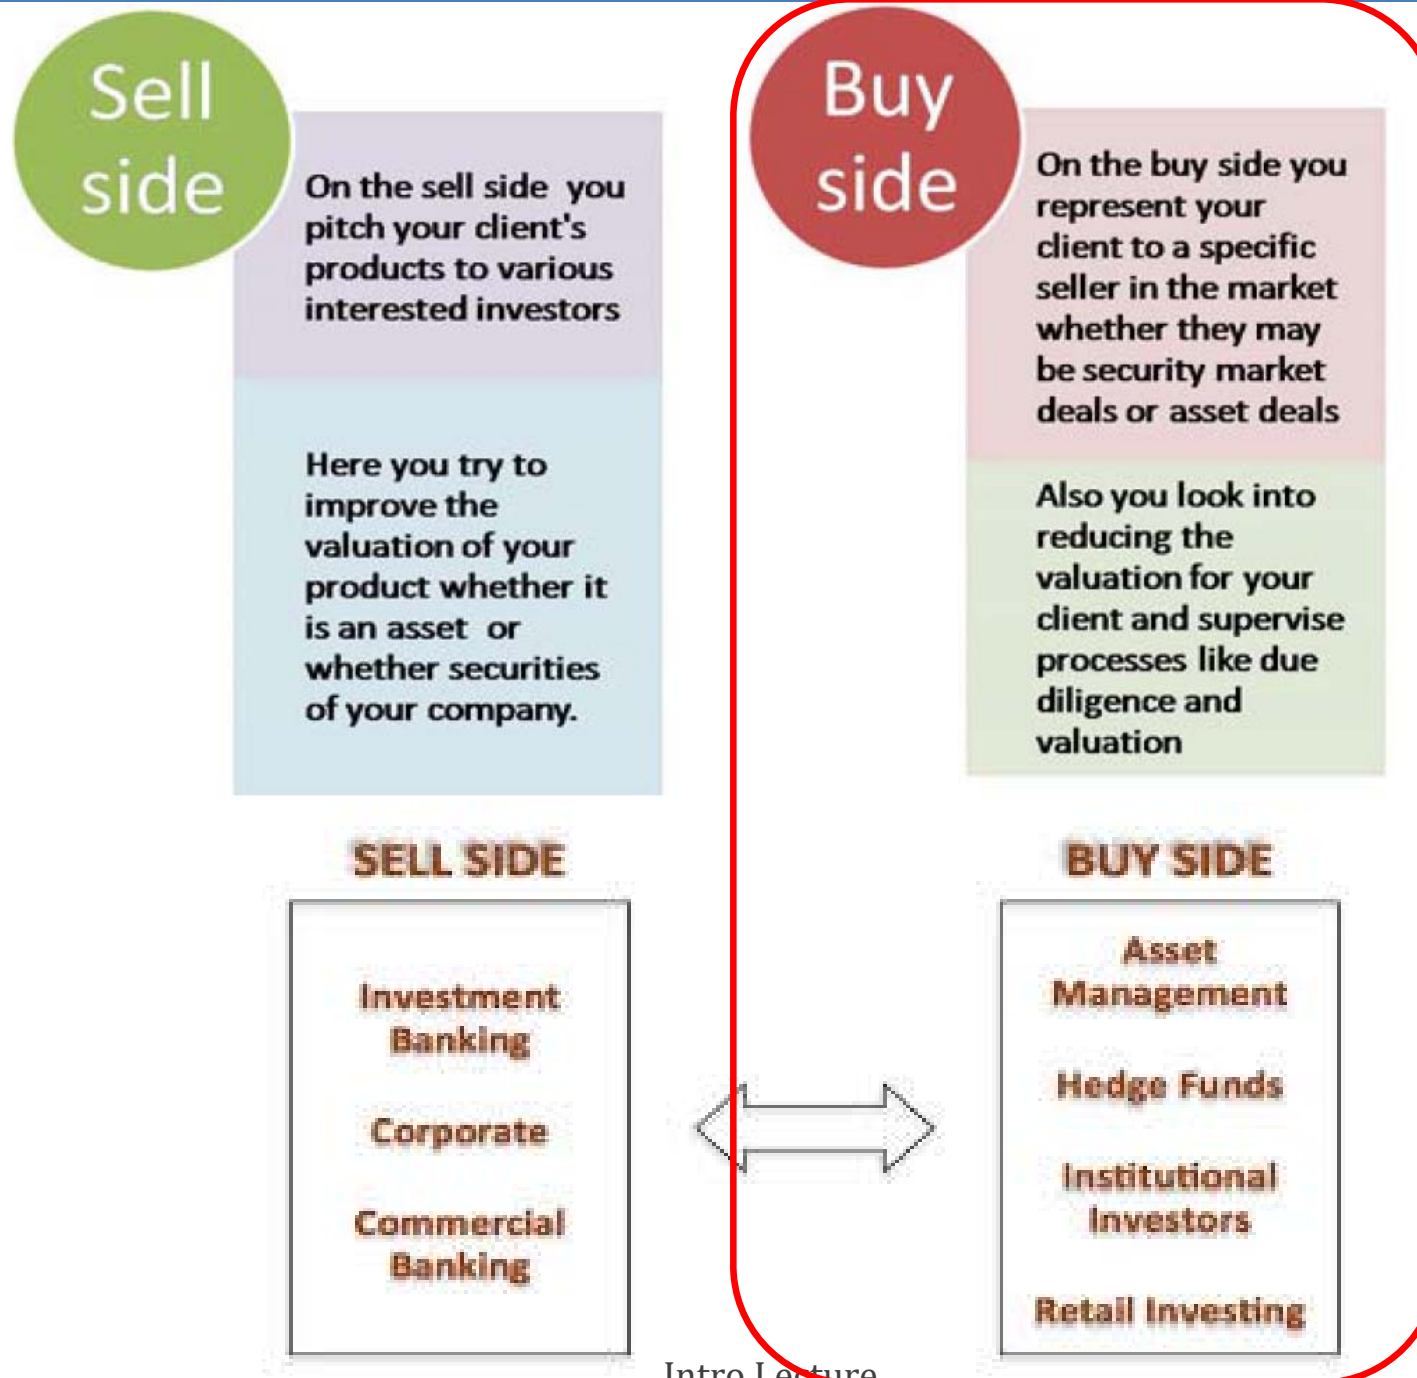 Sell
side
On the sell side you
pitch your client's
products to various
interested investors
Here you try to
improve the
valuation of your
product whether it
is an asset or
whether securities
of your company.
Buy
side
On the buy side you
represent your
client to a specific
seller in the market
whether they may
be security market
deals or asset deals
Also you look into
reducing the
valuation for your
client and supervise
processes like due
diligence and
valuation
SELL SIDE
Investment
Banking
Corporate
Commercial
Banking
BUY SIDE
Asset
Management
Hedge Funds
Institutional
Investors
Retail Investing
Intro Lecture